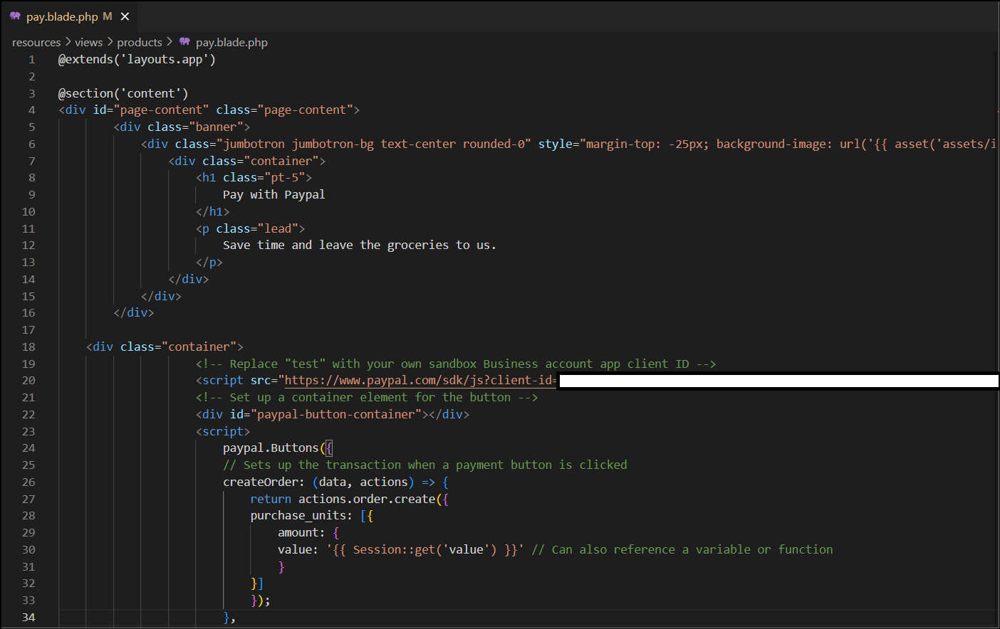 pay.blade.php M ×
resources > views > products > pay.blade.php
1 @extends('layouts.app')
2
3 @section('content')
4 <div id="page-content" class="page-content">
5 <div class="banner">
6 <div class="jumbotron jumbotron-bg text-center rounded-0" style="margin-top: -25px; background-image: url('{{ asset('assets/i
7 <div class="container">
8 <h1 class="pt-5">
9 Pay with Paypal
10 </h1>
11 <p class="lead">
12 Save time and leave the groceries to us.
13 </p>
14 </div>
15 </div>
16 </div>
17
18 <div class="container">
19 <!-- Replace "test" with your own sandbox Business account app client ID -->
20 <script src="https://www.paypal.com/sdk/js?client-id=
21 <!-- Set up a container element for the button -->
22 <div id="paypal-button-container"></div>
23 <script>
24 paypal.Buttons({
25 // Sets up the transaction when a payment button is clicked
26 createOrder: (data, actions) => {
27 return actions.order.create({
28 purchase_units: [{
29 amount: {
30 value: '{{ Session::get('value') }}' // Can also reference a variable or function
31 }
32 }]
33 });
34 },